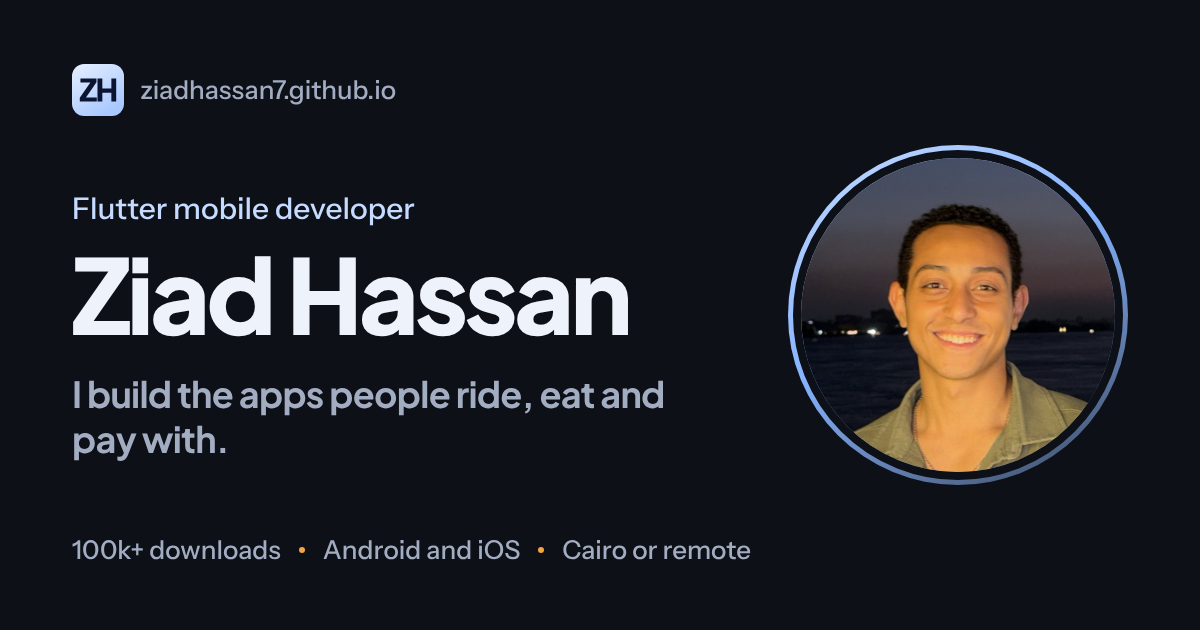 ZH
ziadhassan7.github.io
Flutter mobile developer
Ziad Hassan
I build the apps people ride, eat and
pay with.
100k+ downloads • Android and iOS • Cairo or remote